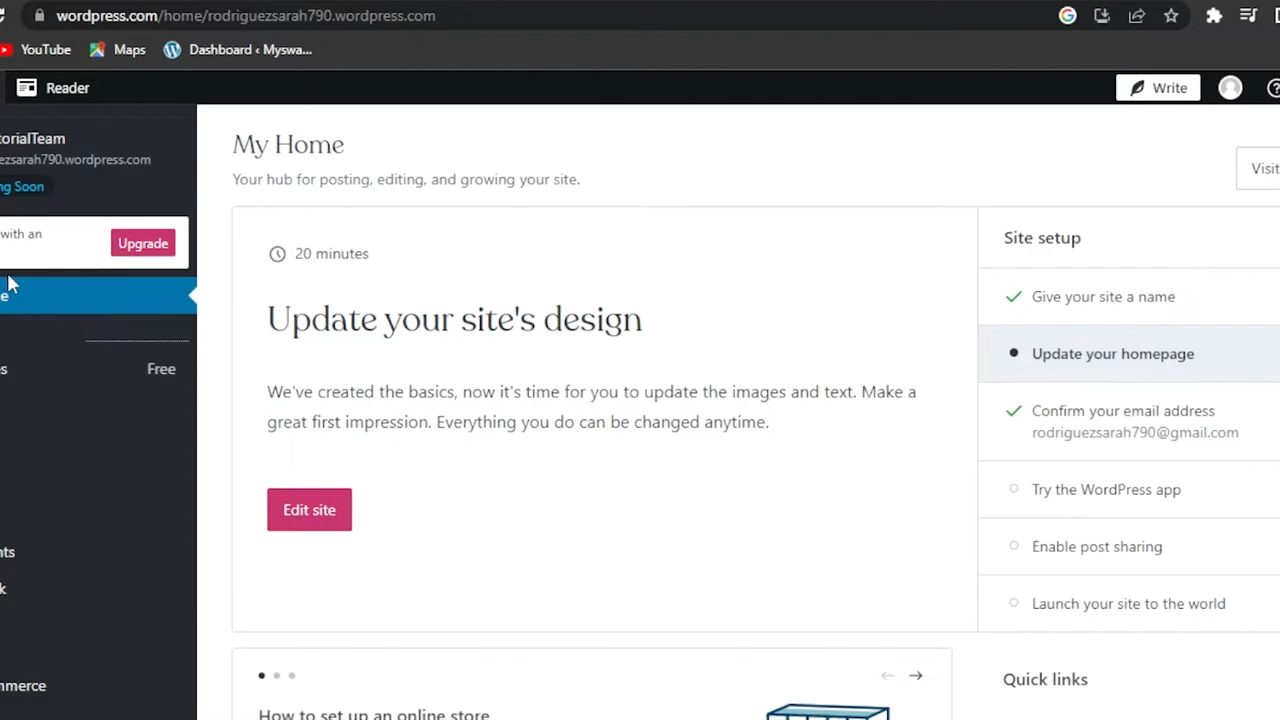 wordpress.com/home/rodriguezsarah790.wordpress.com
YouTube Maps Dashboard ‹ Myswa...
Reader
Write
torialTeam
ezsarah790.wordpress.com
ng Soon
with an
Upgrade
e
es
Free
nts
k
mmerce
My Home
Your hub for posting, editing, and growing your site.
Visit
20 minutes
Update your site's design
We've created the basics, now it's time for you to update the images and text. Make a
great first impression. Everything you do can be changed anytime.
Edit site
Site setup
Give your site a name
Update your homepage
Confirm your email address
rodriguezsarah790@gmail.com
Try the WordPress app
Enable post sharing
Launch your site to the world
How to set up an online store
Quick links